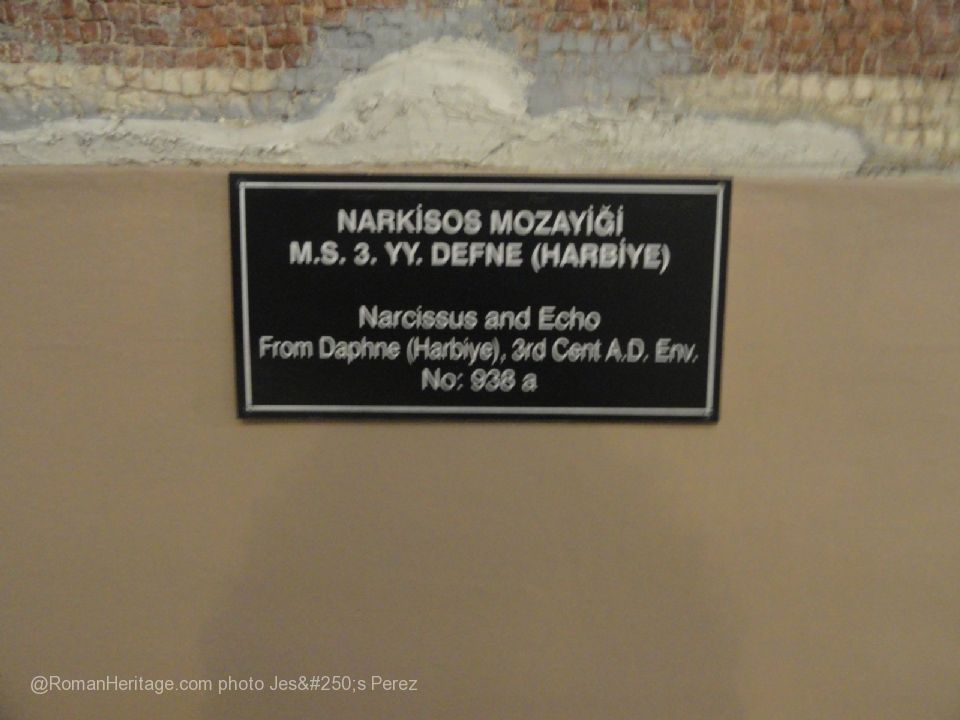 NARKİSOS MOZAYİĞİ
M.S. 3. YY. DEFNE (HARBİYE)
Narcissus and Echo
From Daphne (Harbiye), 3rd Cent A.D. Env.
No: 938 a
@RomanHeritage.com photo Jes&#250;s Perez